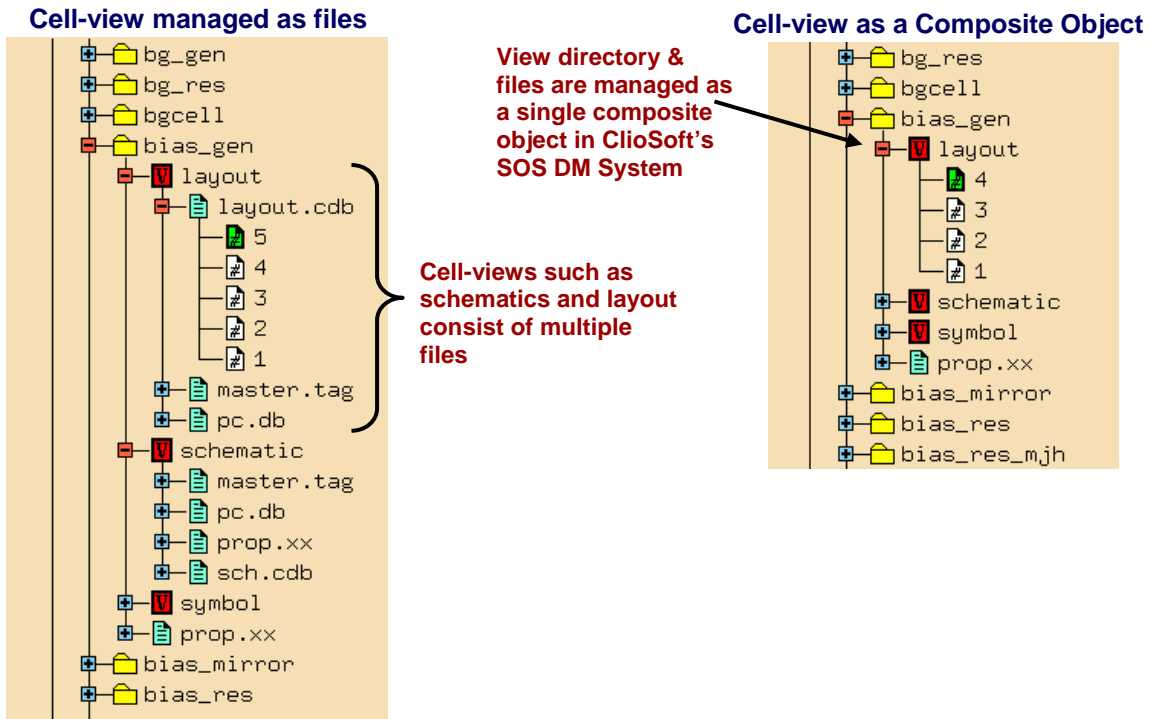 Cell-view managed as files
bg_gen
bg_res
bgcell
bias_gen
layout
layout.cdb
5
4
3
2
1
master.tag
pc.db
schematic
master.tag
pc.db
prop.xx
sch.cdb
symbol
prop.xx
bias_mirror
bias_res
View directory &
files are managed as
a single composite
object in ClioSoft's
SOS DM System
Cell-views such as
schematics and layout
consist of multiple
files
Cell-view as a Composite Object
bg_res
bgcell
bias_gen
layout
4
3
2
1
schematic
symbol
prop.xx
bias_mirror
bias_res
bias_res_mjh